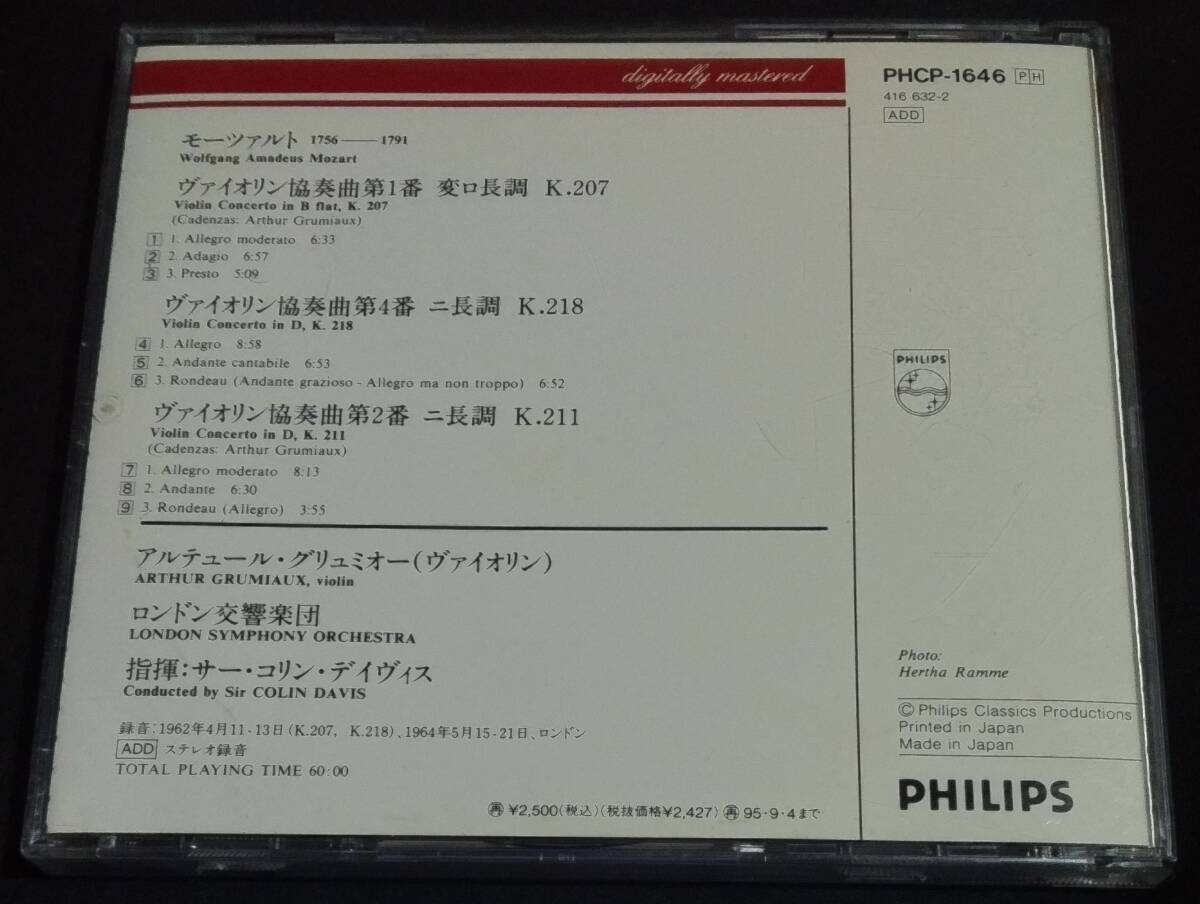 digitally mastered
モーツァルト 1756——1791
Wolfgang Amadeus Mozart
ヴァイオリン協奏曲第1番 変ロ長調 K.207
Violin Concerto in B flat, K. 207
(Cadenzas: Arthur Grumiaux)
1 1. Allegro moderato 6:33
2 2. Adagio 6:57
3 3. Presto 5:09
ヴァイオリン協奏曲第4番 ニ長調 K.218
Violin Concerto in D, K. 218
4 1. Allegro 8:58
5 2. Andante cantabile 6:53
6 3. Rondeau (Andante grazioso - Allegro ma non troppo) 6:52
ヴァイオリン協奏曲第2番 ニ長調 K.211
Violin Concerto in D, K. 211
(Cadenzas: Arthur Grumiaux)
7 1. Allegro moderato 8:13
8 2. Andante 6:30
9 3. Rondeau (Allegro) 3:55
アルテュール・グリュミオー(ヴァイオリン)
ARTHUR GRUMIAUX, violin
ロンドン交響楽団
LONDON SYMPHONY ORCHESTRA
指揮:サー・コリン・デイヴィス
Conducted by Sir COLIN DAVIS
録音:1962年4月11-13日(K.207, K.218)、1964年5月15-21日、ロンドン
ADD ステレオ録音
TOTAL PLAYING TIME 60:00
再 ¥2,500(税込)(税抜価格¥2,427) 再 95・9・4まで
PHCP-1646 PH
416 632-2
ADD
PHILIPS
Photo:
Hertha Ramme
© Philips Classics Productions
Printed in Japan
Made in Japan
PHILIPS